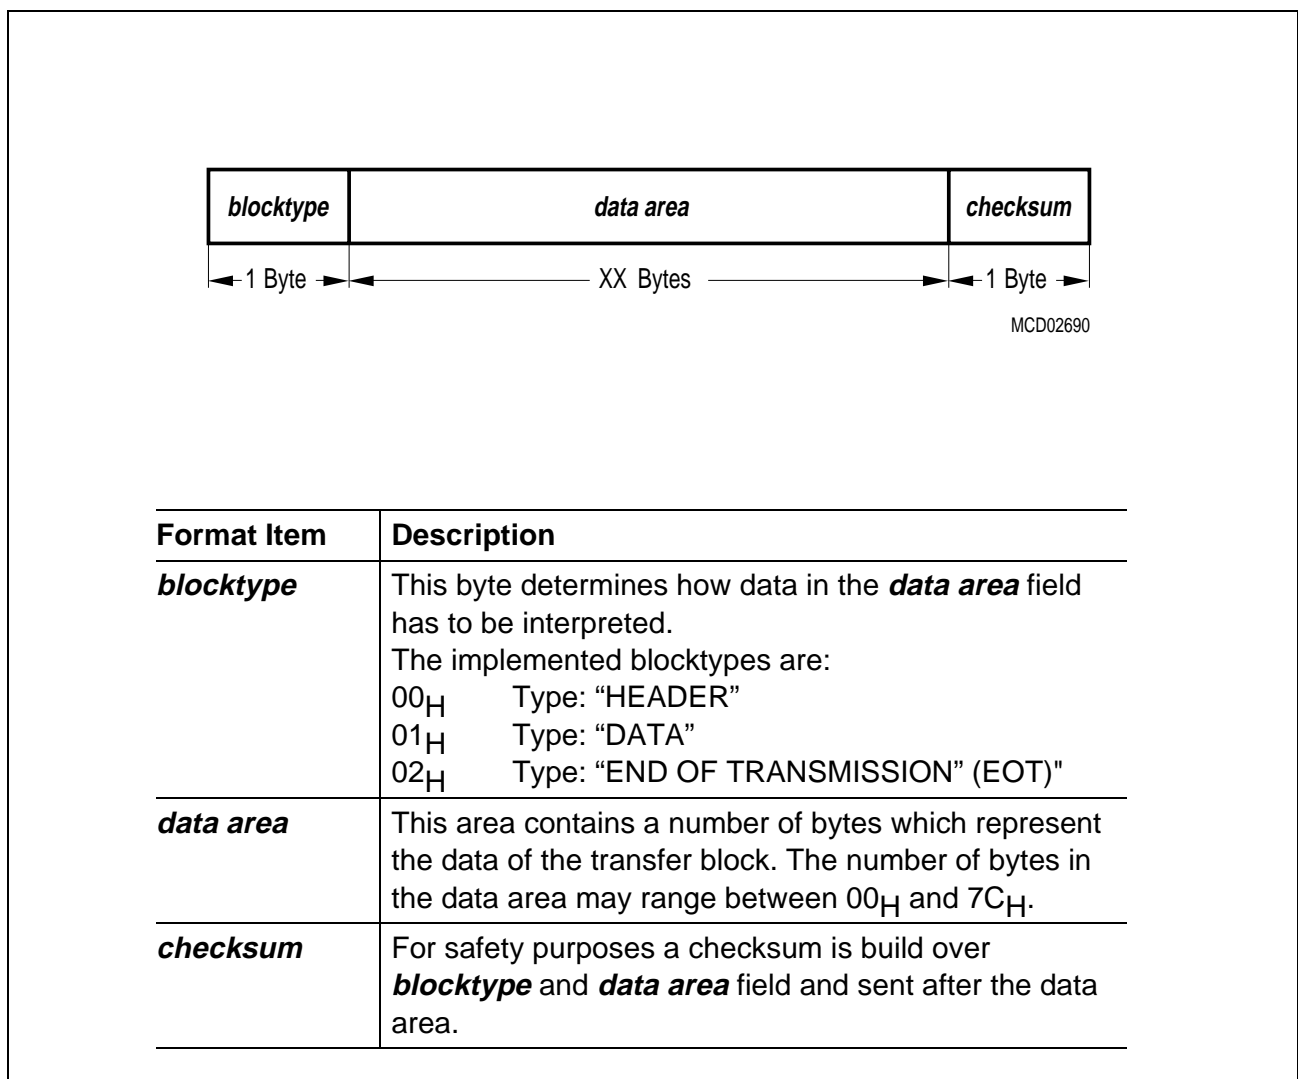 blocktype data area checksum
1 Byte XX Bytes 1 Byte
MCD02690
Format Item Description
blocktype This byte determines how data in the data area field
has to be interpreted.
The implemented blocktypes are:
00H Type: “HEADER”
01H Type: “DATA”
02H Type: “END OF TRANSMISSION” (EOT)"
data area This area contains a number of bytes which represent
the data of the transfer block. The number of bytes in
the data area may range between 00H and 7CH.
checksum For safety purposes a checksum is build over
blocktype and data area field and sent after the data
area.